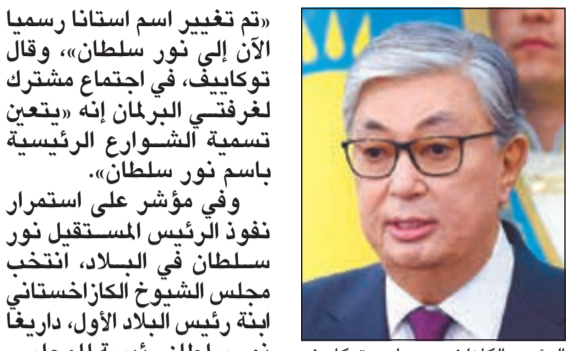 «تم تغيير اسم استانا رسميا
الآن إلى نور سلطان»، وقال
توكاييف، في اجتماع مشترك
لغرفتي البرلمان إنه «يتعين
تسمية الشوارع الرئيسية
باسم نور سلطان».
وفي مؤشر على استمرار
نفوذ الرئيس المستقيل نور
سلطان في البلاد، انتخب
مجلس الشيوخ الكازاخستاني
ابنة رئيس البلاد الأول، داريغا